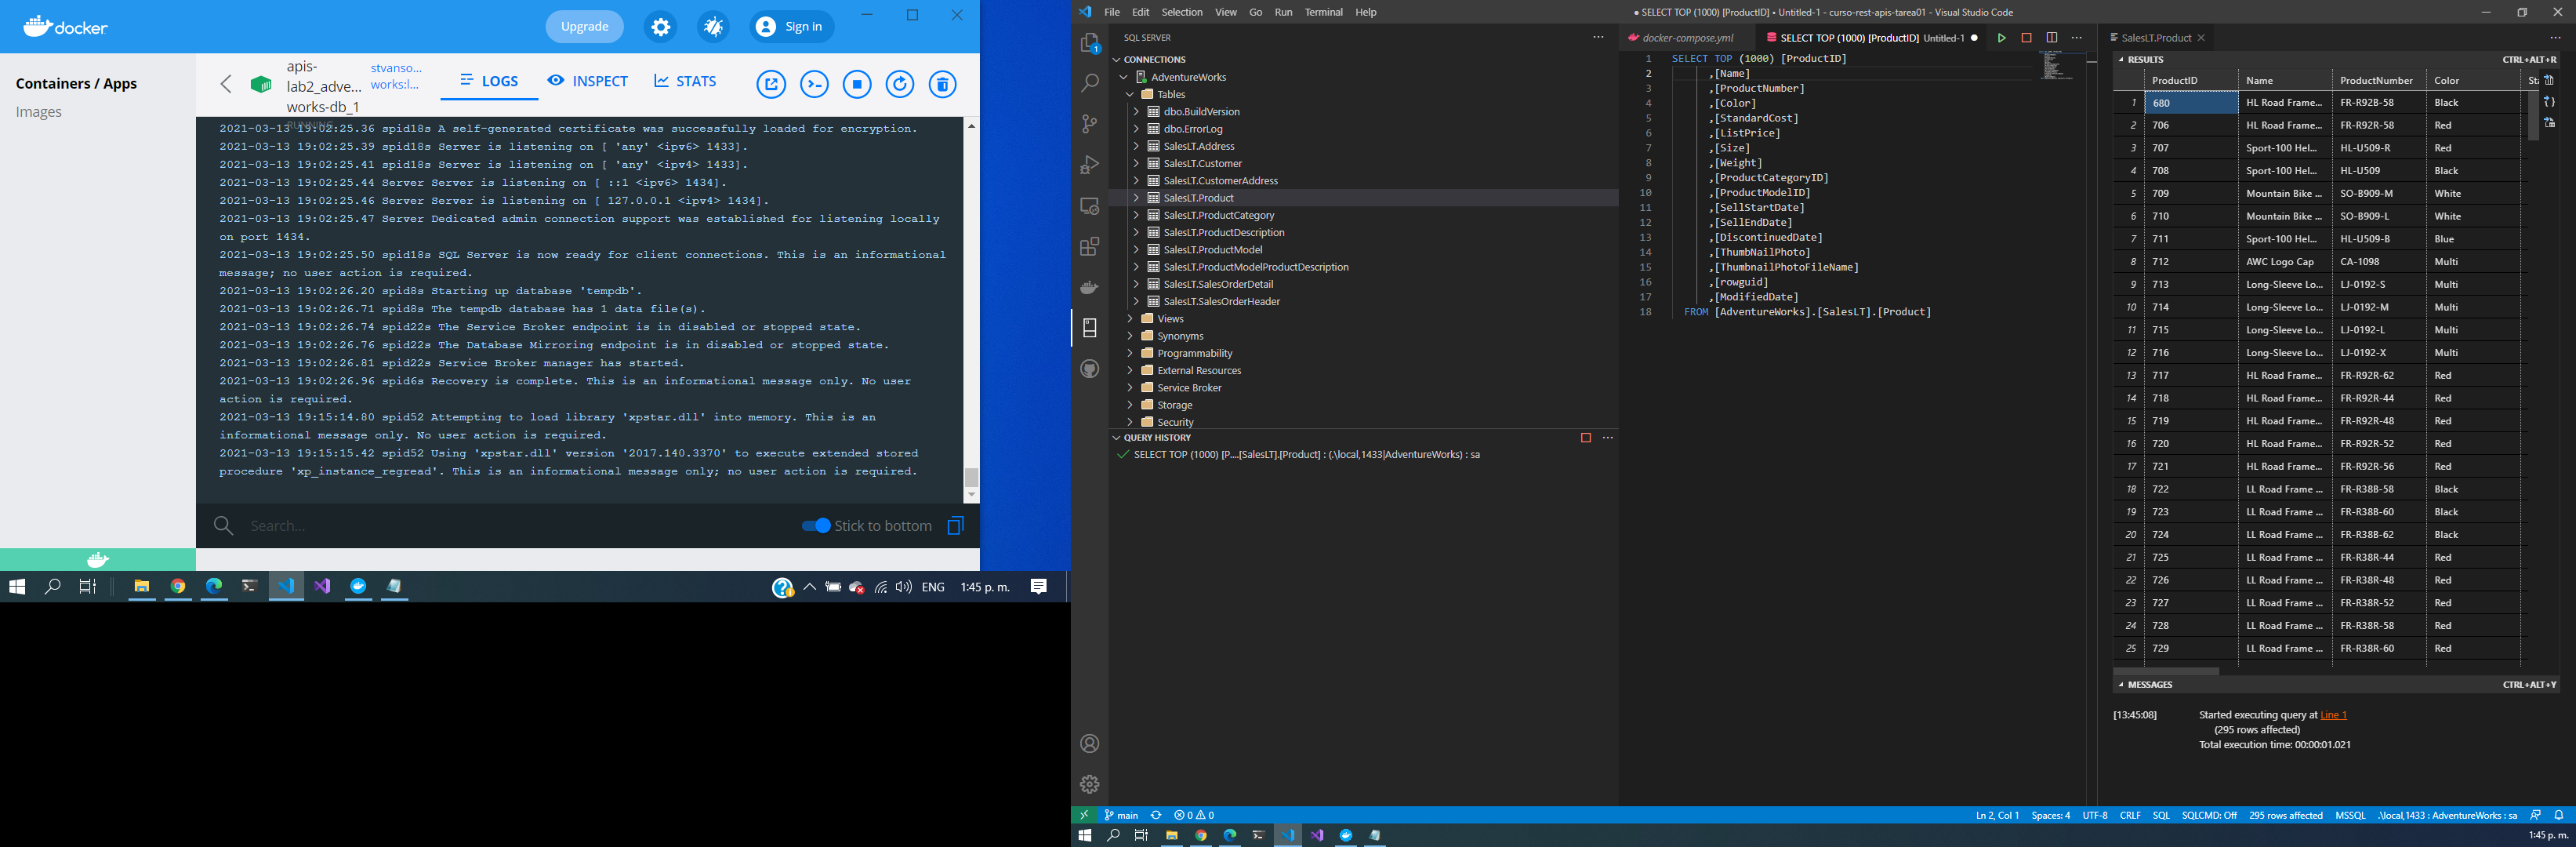 docker
Upgrade
Sign in
Containers / Apps
Images
apis-
lab2_adve...
works-db_1
RUNNING
stvanso...
works:l...
LOGS
INSPECT
STATS
2021-03-13 19:02:25.36 spid18s A self-generated certificate was successfully loaded for encryption.
2021-03-13 19:02:25.39 spid18s Server is listening on [ 'any' <ipv6> 1433].
2021-03-13 19:02:25.41 spid18s Server is listening on [ 'any' <ipv4> 1433].
2021-03-13 19:02:25.44 Server Server is listening on [ ::1 <ipv6> 1434].
2021-03-13 19:02:25.46 Server Server is listening on [ 127.0.0.1 <ipv4> 1434].
2021-03-13 19:02:25.47 Server Dedicated admin connection support was established for listening locally
on port 1434.
2021-03-13 19:02:25.50 spid18s SQL Server is now ready for client connections. This is an informational
message; no user action is required.
2021-03-13 19:02:26.20 spid8s Starting up database 'tempdb'.
2021-03-13 19:02:26.71 spid8s The tempdb database has 1 data file(s).
2021-03-13 19:02:26.74 spid22s The Service Broker endpoint is in disabled or stopped state.
2021-03-13 19:02:26.76 spid22s The Database Mirroring endpoint is in disabled or stopped state.
2021-03-13 19:02:26.81 spid22s Service Broker manager has started.
2021-03-13 19:02:26.96 spid6s Recovery is complete. This is an informational message only. No user
action is required.
2021-03-13 19:15:14.80 spid52 Attempting to load library 'xpstar.dll' into memory. This is an
informational message only. No user action is required.
2021-03-13 19:15:15.42 spid52 Using 'xpstar.dll' version '2017.140.3370' to execute extended stored
procedure 'xp_instance_regread'. This is an informational message only; no user action is required.
Search...
Stick to bottom
ENG
1:45 p. m.
File Edit Selection View Go Run Terminal Help
● SELECT TOP (1000) [ProductID] • Untitled-1 - curso-rest-apis-tarea01 - Visual Studio Code
SQL SERVER
CONNECTIONS
AdventureWorks
Tables
dbo.BuildVersion
dbo.ErrorLog
SalesLT.Address
SalesLT.Customer
SalesLT.CustomerAddress
SalesLT.Product
SalesLT.ProductCategory
SalesLT.ProductDescription
SalesLT.ProductModel
SalesLT.ProductModelProductDescription
SalesLT.SalesOrderDetail
SalesLT.SalesOrderHeader
Views
Synonyms
Programmability
External Resources
Service Broker
Storage
Security
QUERY HISTORY
SELECT TOP (1000) [P....[SalesLT].[Product] : (.\local,1433|AdventureWorks) : sa
docker-compose.yml
SELECT TOP (1000) [ProductID] Untitled-1 ●
1 SELECT TOP (1000) [ProductID]
2 ,[Name]
3 ,[ProductNumber]
4 ,[Color]
5 ,[StandardCost]
6 ,[ListPrice]
7 ,[Size]
8 ,[Weight]
9 ,[ProductCategoryID]
10 ,[ProductModelID]
11 ,[SellStartDate]
12 ,[SellEndDate]
13 ,[DiscontinuedDate]
14 ,[ThumbNailPhoto]
15 ,[ThumbnailPhotoFileName]
16 ,[rowguid]
17 ,[ModifiedDate]
18 FROM [AdventureWorks].[SalesLT].[Product]
SalesLT.Product
RESULTS CTRL+ALT+R
ProductID Name ProductNumber Color St
1 680 HL Road Frame... FR-R92B-58 Black
2 706 HL Road Frame... FR-R92R-58 Red
3 707 Sport-100 Hel... HL-U509-R Red
4 708 Sport-100 Hel... HL-U509 Black
5 709 Mountain Bike ... SO-B909-M White
6 710 Mountain Bike ... SO-B909-L White
7 711 Sport-100 Hel... HL-U509-B Blue
8 712 AWC Logo Cap CA-1098 Multi
9 713 Long-Sleeve Lo... LJ-0192-S Multi
10 714 Long-Sleeve Lo... LJ-0192-M Multi
11 715 Long-Sleeve Lo... LJ-0192-L Multi
12 716 Long-Sleeve Lo... LJ-0192-X Multi
13 717 HL Road Frame... FR-R92R-62 Red
14 718 HL Road Frame... FR-R92R-44 Red
15 719 HL Road Frame... FR-R92R-48 Red
16 720 HL Road Frame... FR-R92R-52 Red
17 721 HL Road Frame... FR-R92R-56 Red
18 722 LL Road Frame ... FR-R38B-58 Black
19 723 LL Road Frame ... FR-R38B-60 Black
20 724 LL Road Frame ... FR-R38B-62 Black
21 725 LL Road Frame ... FR-R38R-44 Red
22 726 LL Road Frame ... FR-R38R-48 Red
23 727 LL Road Frame ... FR-R38R-52 Red
24 728 LL Road Frame ... FR-R38R-58 Red
25 729 LL Road Frame ... FR-R38R-60 Red
MESSAGES CTRL+ALT+Y
[13:45:08] Started executing query at Line 1
(295 rows affected)
Total execution time: 00:00:01.021
main 0 0
Ln 2, Col 1 Spaces: 4 UTF-8 CRLF SQL SQLCMD: Off 295 rows affected MSSQL .\local,1433 : AdventureWorks : sa
1:45 p. m.